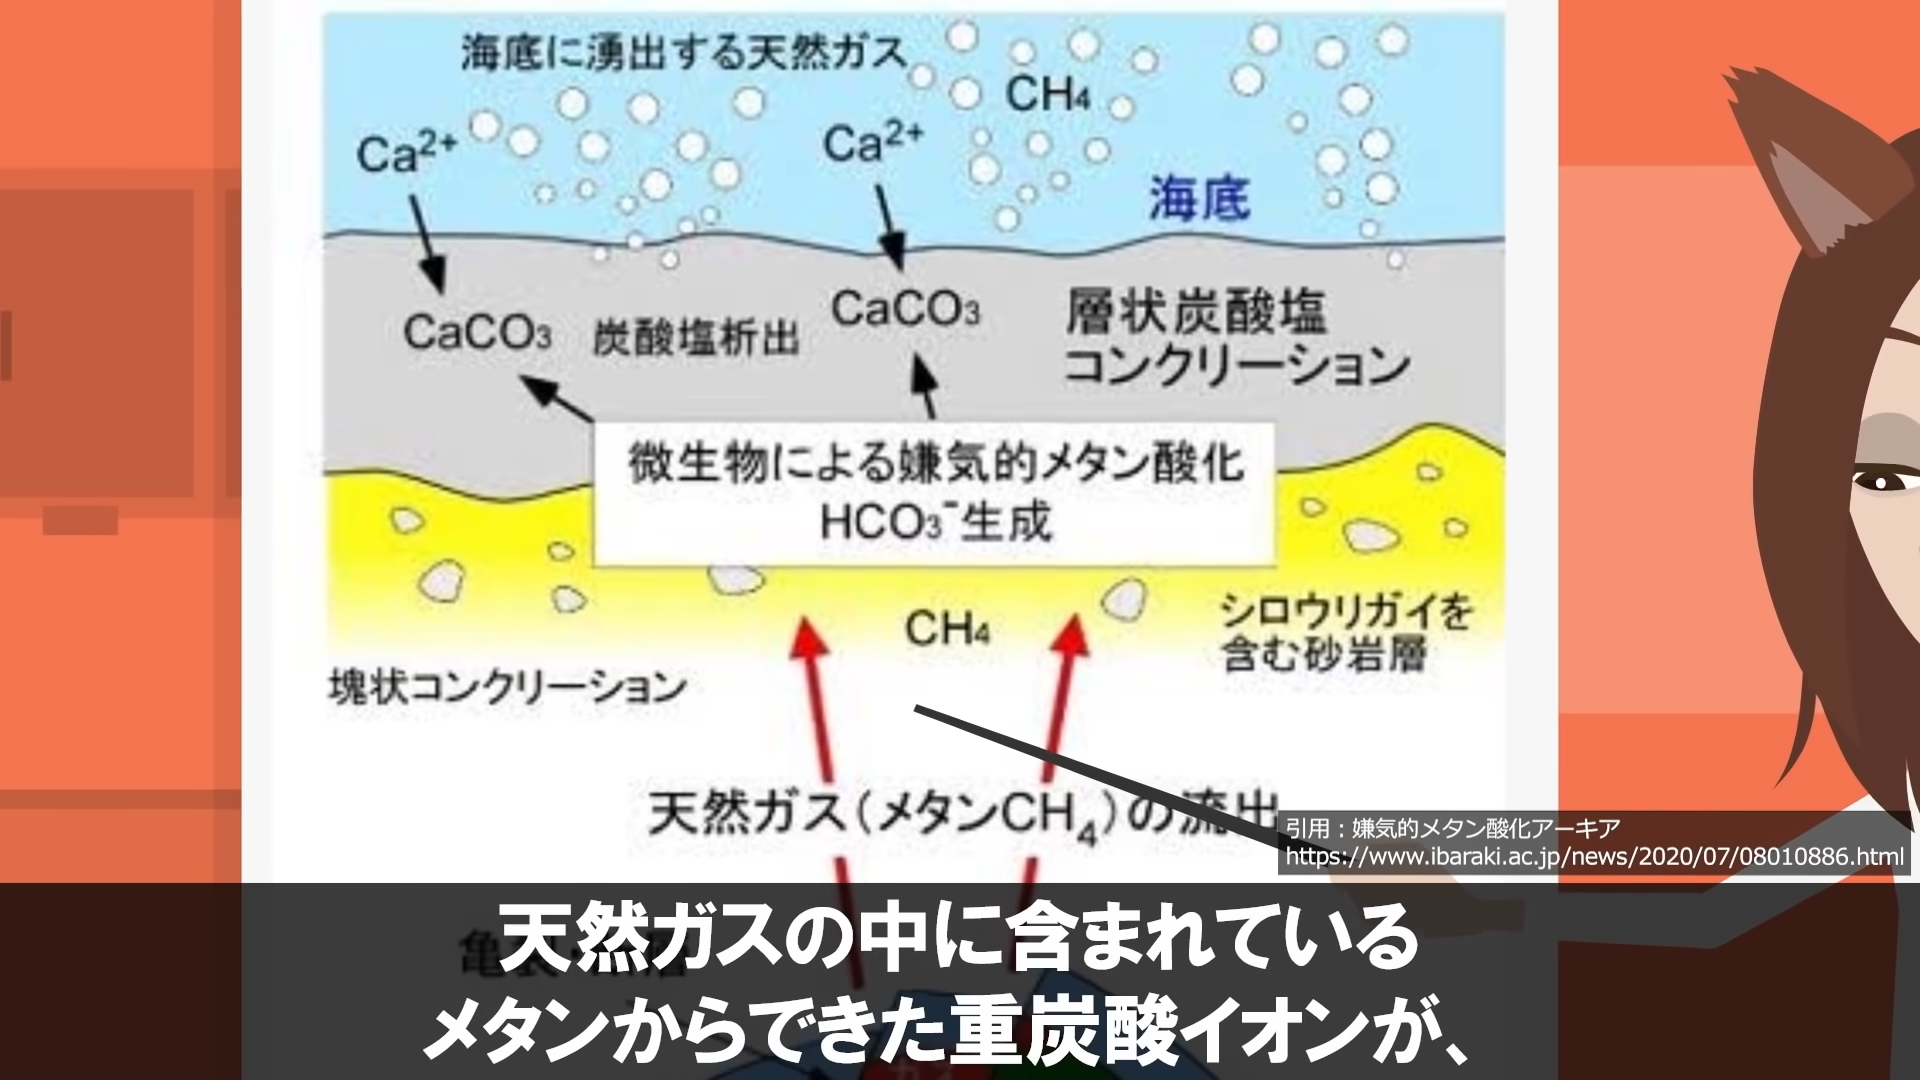 海底に湧出する天然ガス
CH4
Ca2+
Ca2+
海底
CaCO3
炭酸塩析出
CaCO3
層状炭酸塩
コンクリーション
微生物による嫌気的メタン酸化
HCO3-生成
CH4
シロウリガイを
含む砂岩層
塊状コンクリーション
天然ガス(メタンCH4)の流出
引用：嫌気的メタン酸化アーキア
https://www.ibaraki.ac.jp/news/2020/07/08010886.html
天然ガスの中に含まれている
メタンからできた重炭酸イオンが、